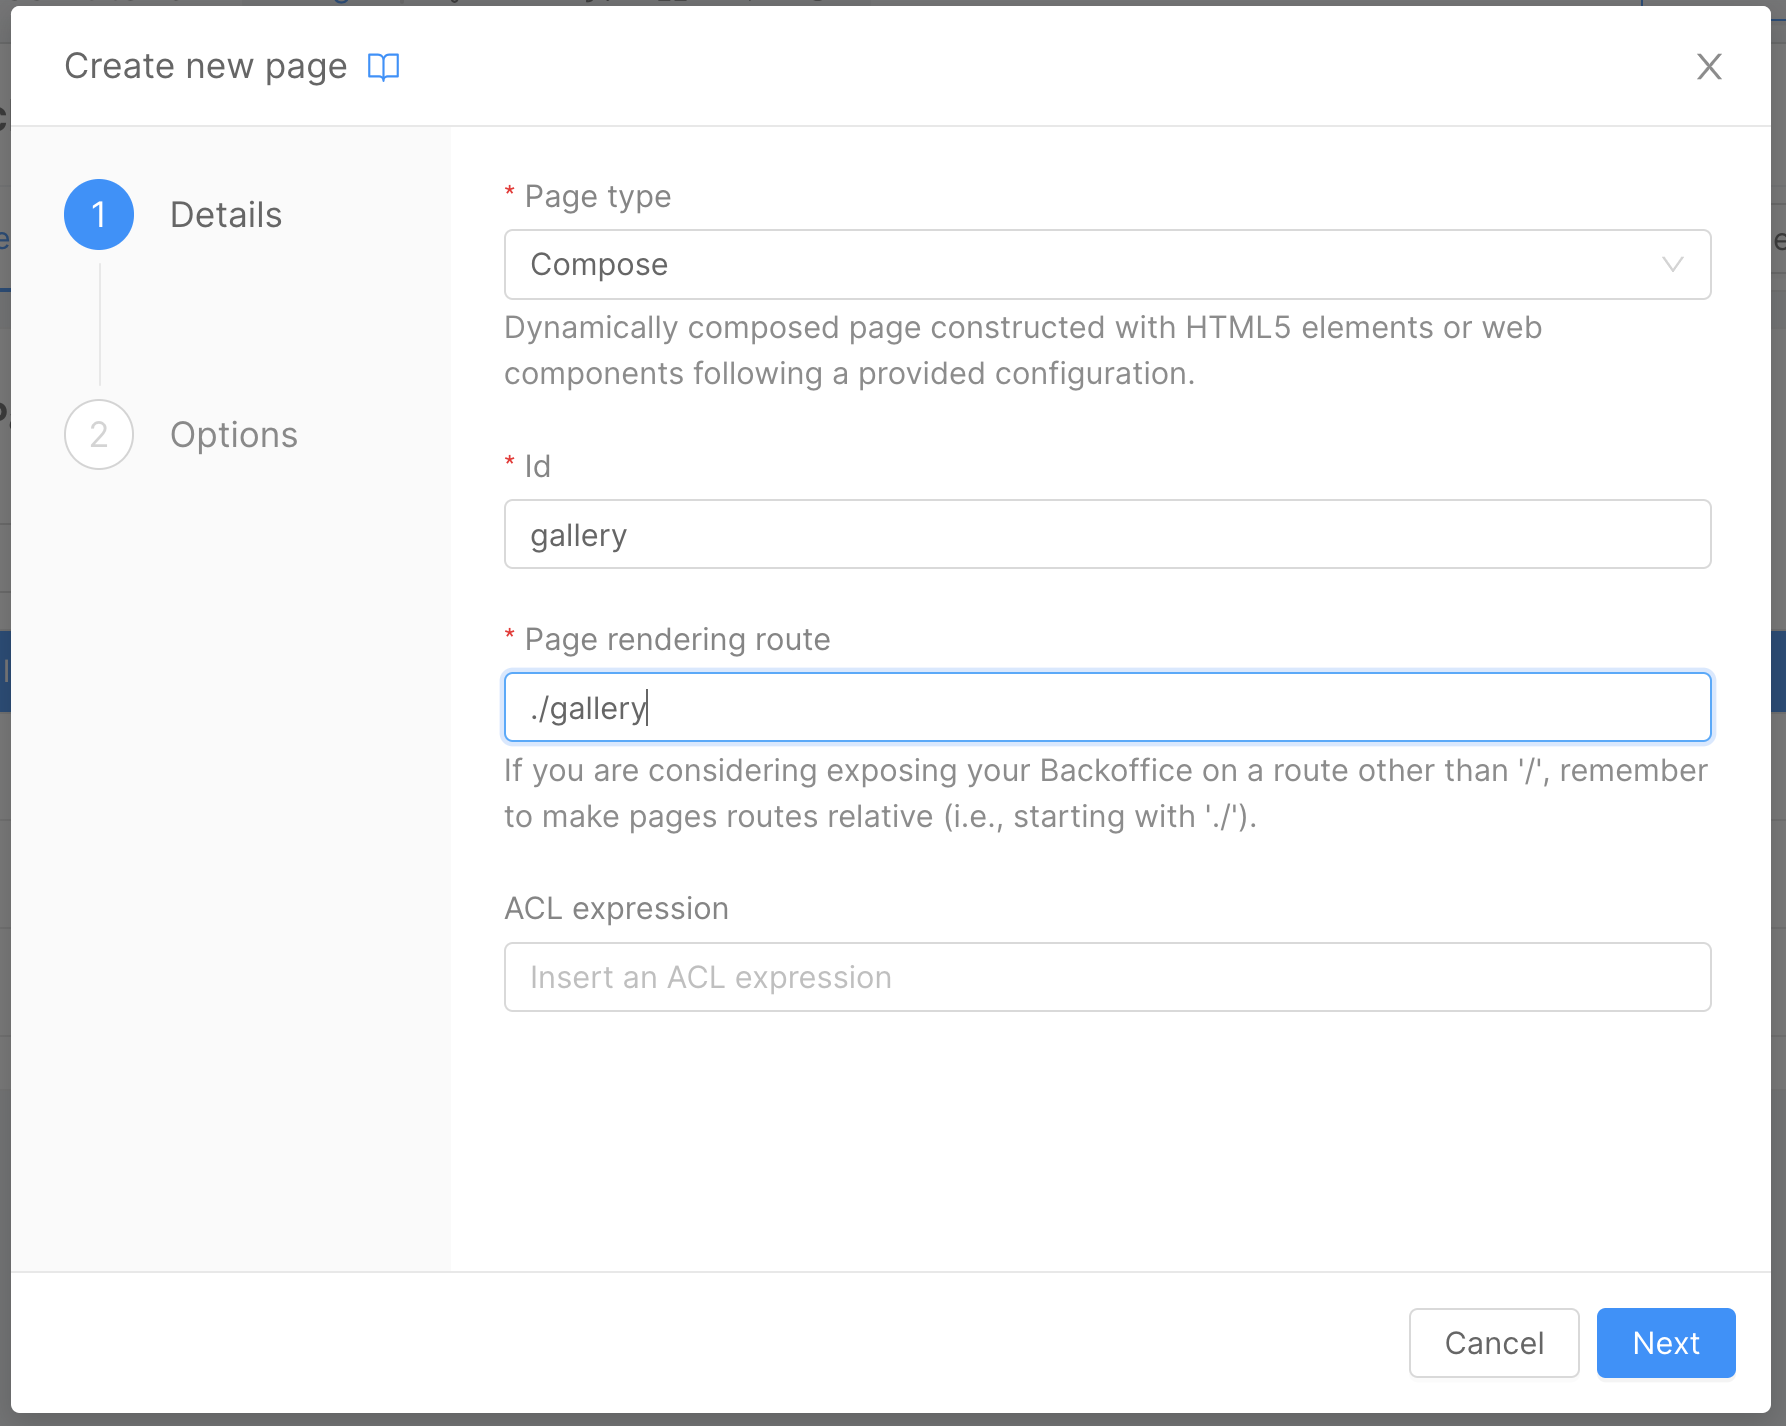 Create new page
1 Details
2 Options
* Page type
Compose
Dynamically composed page constructed with HTML5 elements or web
components following a provided configuration.
* Id
gallery
* Page rendering route
./gallery
If you are considering exposing your Backoffice on a route other than '/', remember
to make pages routes relative (i.e., starting with './').
ACL expression
Insert an ACL expression
Cancel Next